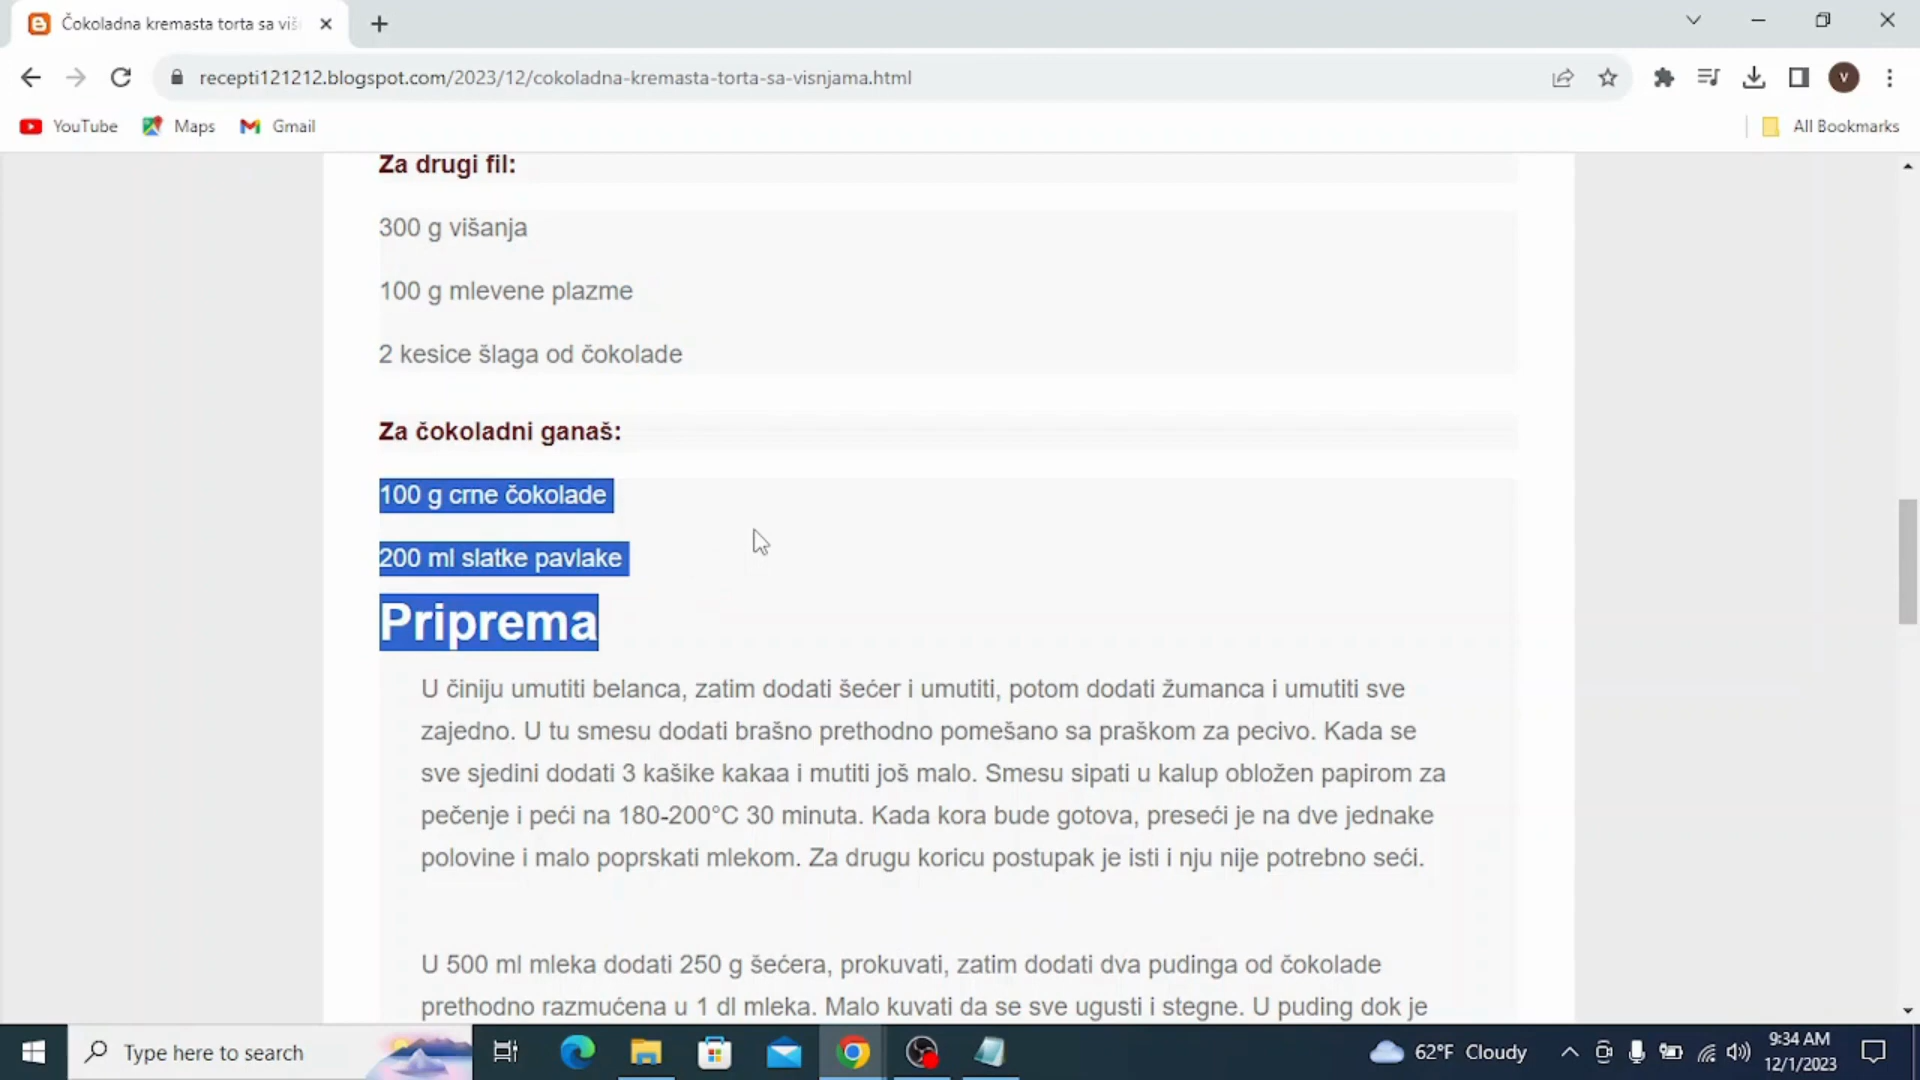 Čokoladna kremasta torta sa viš
recepti121212.blogspot.com/2023/12/cokoladna-kremasta-torta-sa-visnjama.html
V
YouTube
Maps
Gmail
All Bookmarks
Za drugi fil:
300 g višanja
100 g mlevene plazme
2 kesice šlaga od čokolade
Za čokoladni ganaš:
100 g crne čokolade
200 ml slatke pavlake
Priprema
U činiju umutiti belanca, zatim dodati šećer i umutiti, potom dodati žumanca i umutiti sve
zajedno. U tu smesu dodati brašno prethodno pomešano sa praškom za pecivo. Kada se
sve sjedini dodati 3 kašike kakaa i mutiti još malo. Smesu sipati u kalup obložen papirom za
pečenje i peći na 180-200°C 30 minuta. Kada kora bude gotova, preseći je na dve jednake
polovine i malo poprskati mlekom. Za drugu koricu postupak je isti i nju nije potrebno seći.
U 500 ml mleka dodati 250 g šećera, prokuvati, zatim dodati dva pudinga od čokolade
prethodno razmućena u 1 dl mleka. Malo kuvati da se sve ugusti i stegne. U puding dok je
Type here to search
62°F Cloudy
9:34 AM
12/1/2023